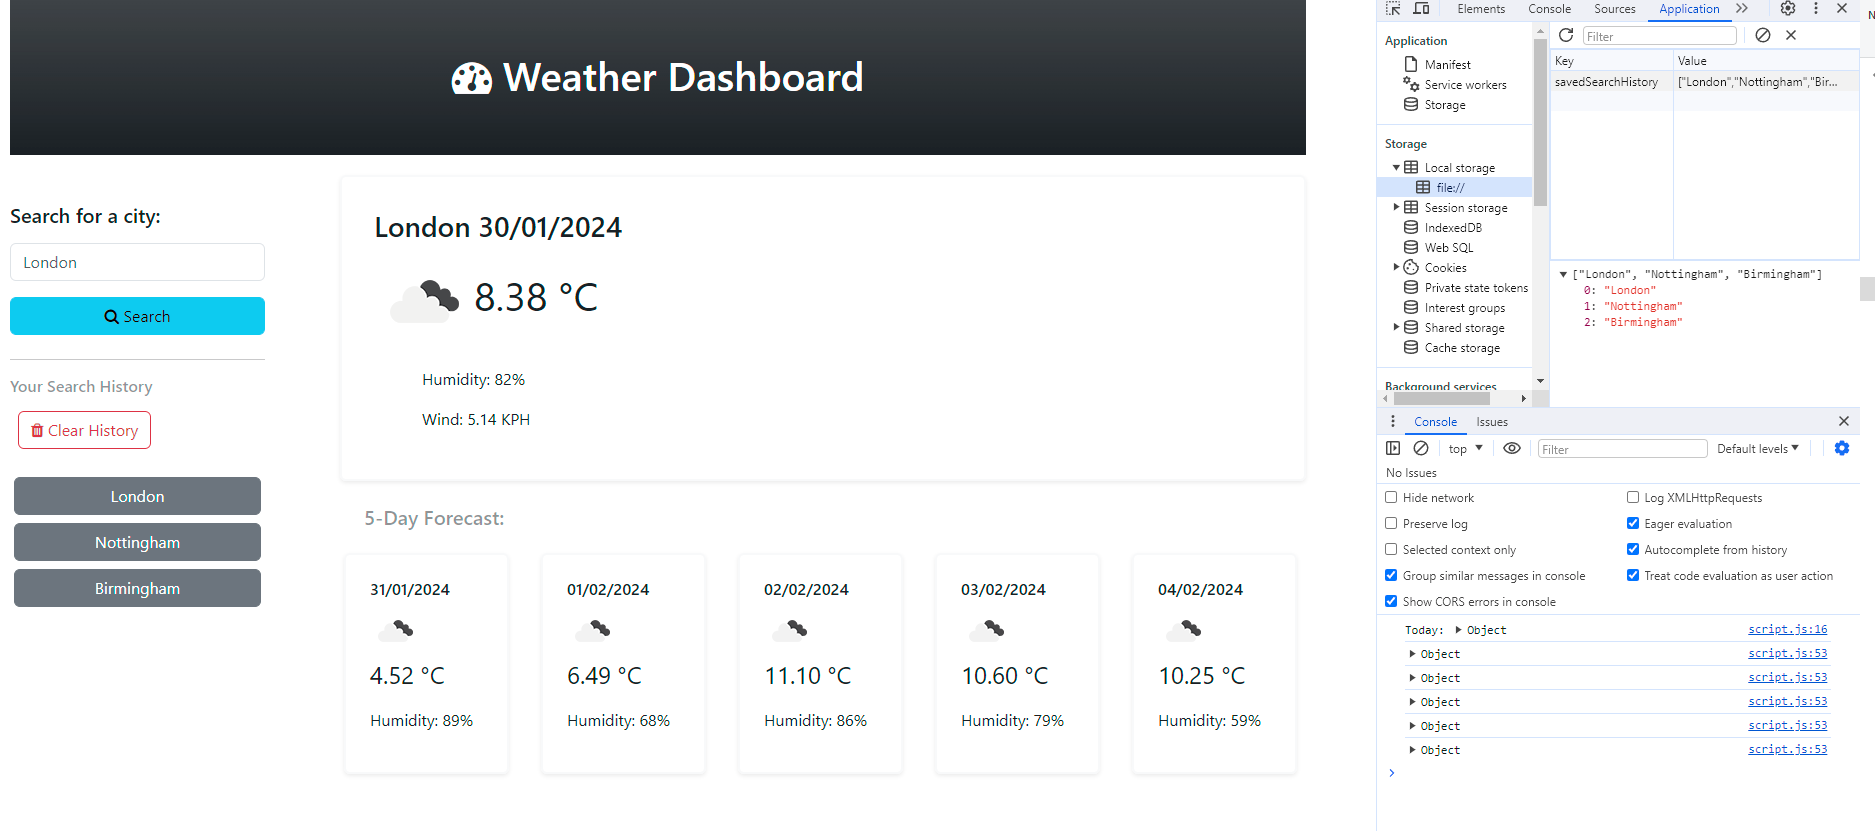 Weather Dashboard
Search for a city:
London
Search
Your Search History
Clear History
London
Nottingham
Birmingham
London 30/01/2024
8.38 °C
Humidity: 82%
Wind: 5.14 KPH
5-Day Forecast:
31/01/2024
4.52 °C
Humidity: 89%
01/02/2024
6.49 °C
Humidity: 68%
02/02/2024
11.10 °C
Humidity: 86%
03/02/2024
10.60 °C
Humidity: 79%
04/02/2024
10.25 °C
Humidity: 59%
Elements Console Sources Application
Application
Manifest
Service workers
Storage
Storage
Local storage
file://
Session storage
IndexedDB
Web SQL
Cookies
Private state tokens
Interest groups
Shared storage
Cache storage
Background services
Filter
Key Value
savedSearchHistory ["London","Nottingham","Bir...
["London", "Nottingham", "Birmingham"]
0: "London"
1: "Nottingham"
2: "Birmingham"
Console Issues
top Filter Default levels
No Issues
Hide network Log XMLHttpRequests
Preserve log Eager evaluation
Selected context only Autocomplete from history
Group similar messages in console Treat code evaluation as user action
Show CORS errors in console
Today: Object script.js:16
Object script.js:53
Object script.js:53
Object script.js:53
Object script.js:53
Object script.js:53